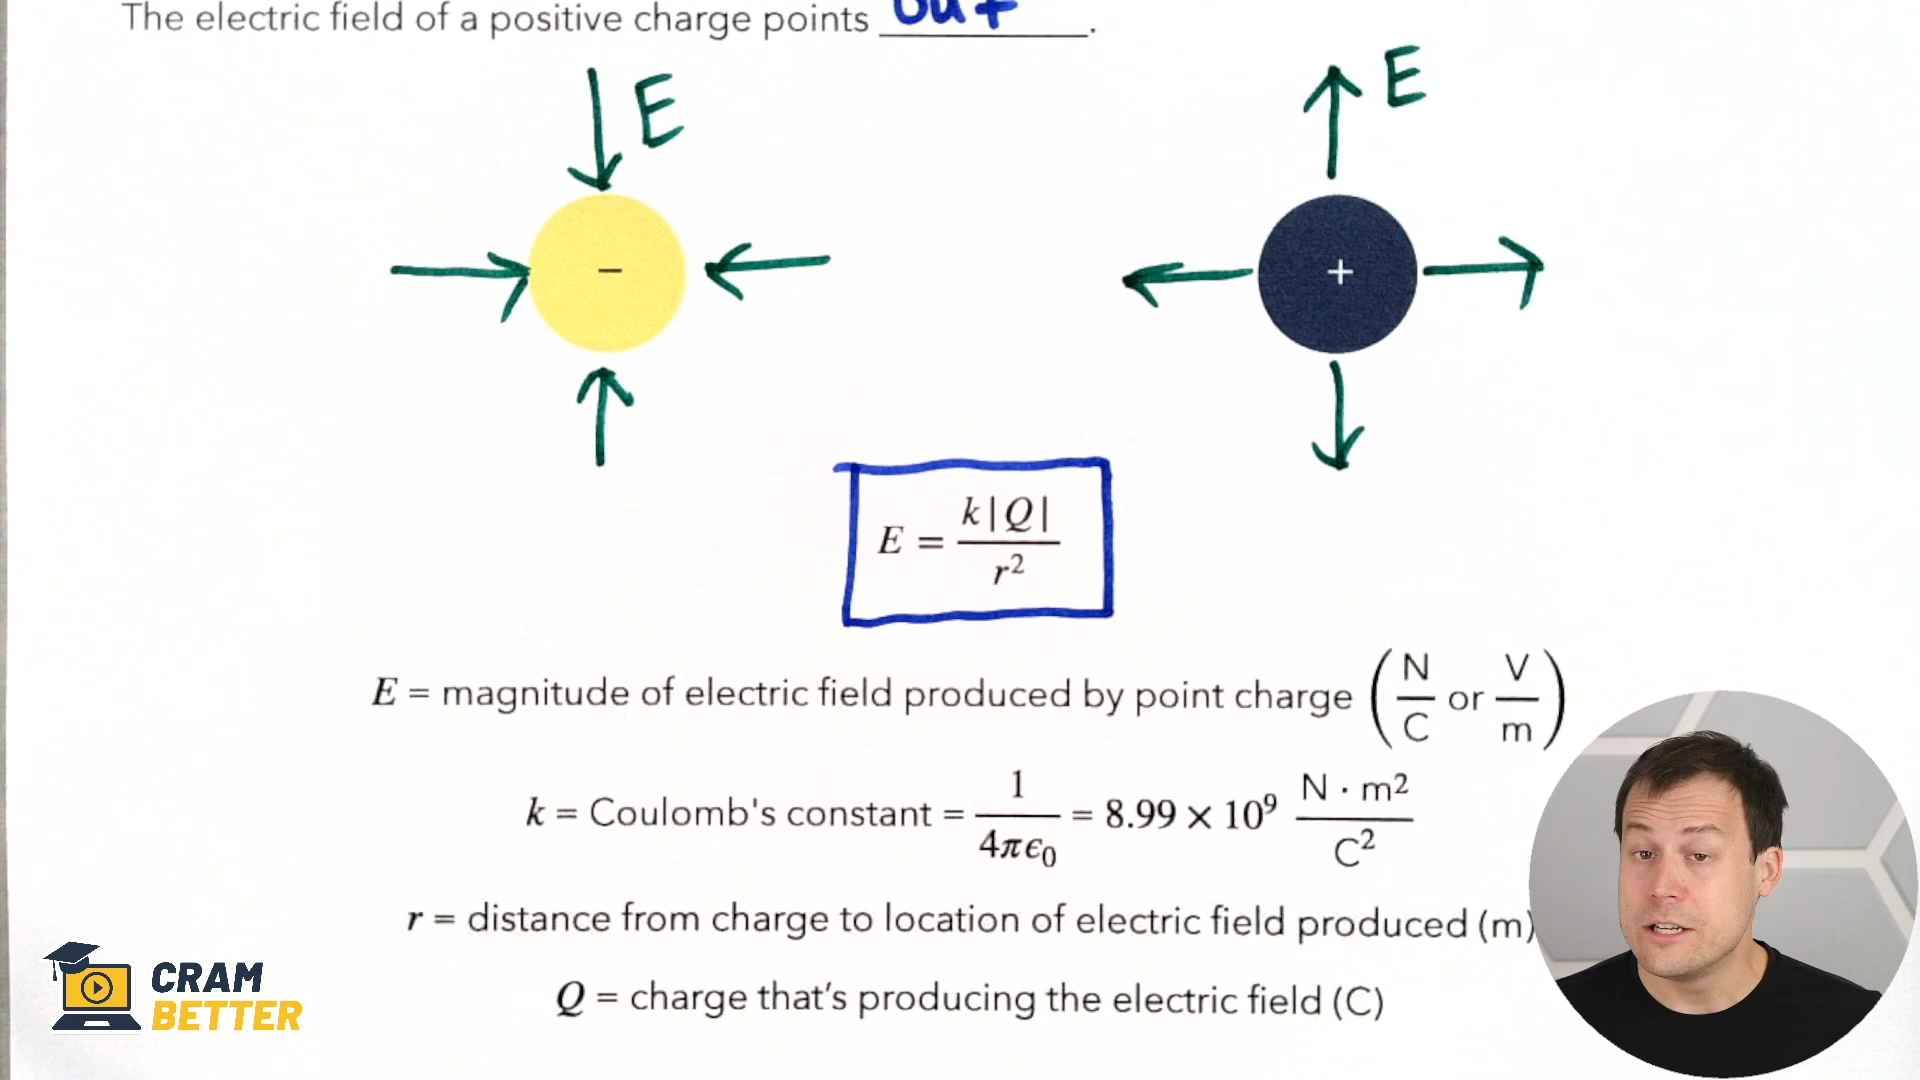 The electric field of a positive charge points out.
E
E
−
+
E = k|Q| / r²
E = magnitude of electric field produced by point charge (N/C or V/m)
k = Coulomb's constant = 1/4πϵ₀ = 8.99 × 10⁹ N · m²/C²
r = distance from charge to location of electric field produced (m)
Q = charge that's producing the electric field (C)
CRAM
BETTER